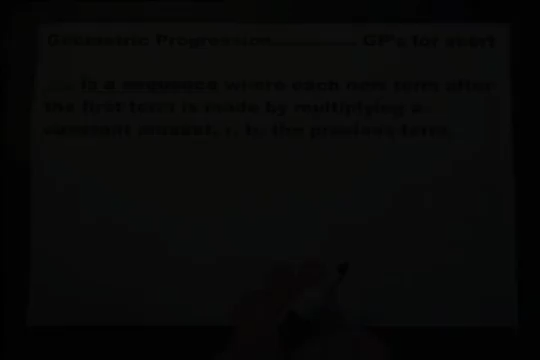 Geometric Progression.............. GP's for short
... is a sequence where each new term after
the first term is made by multiplying a
constant number, r, to the previous term.